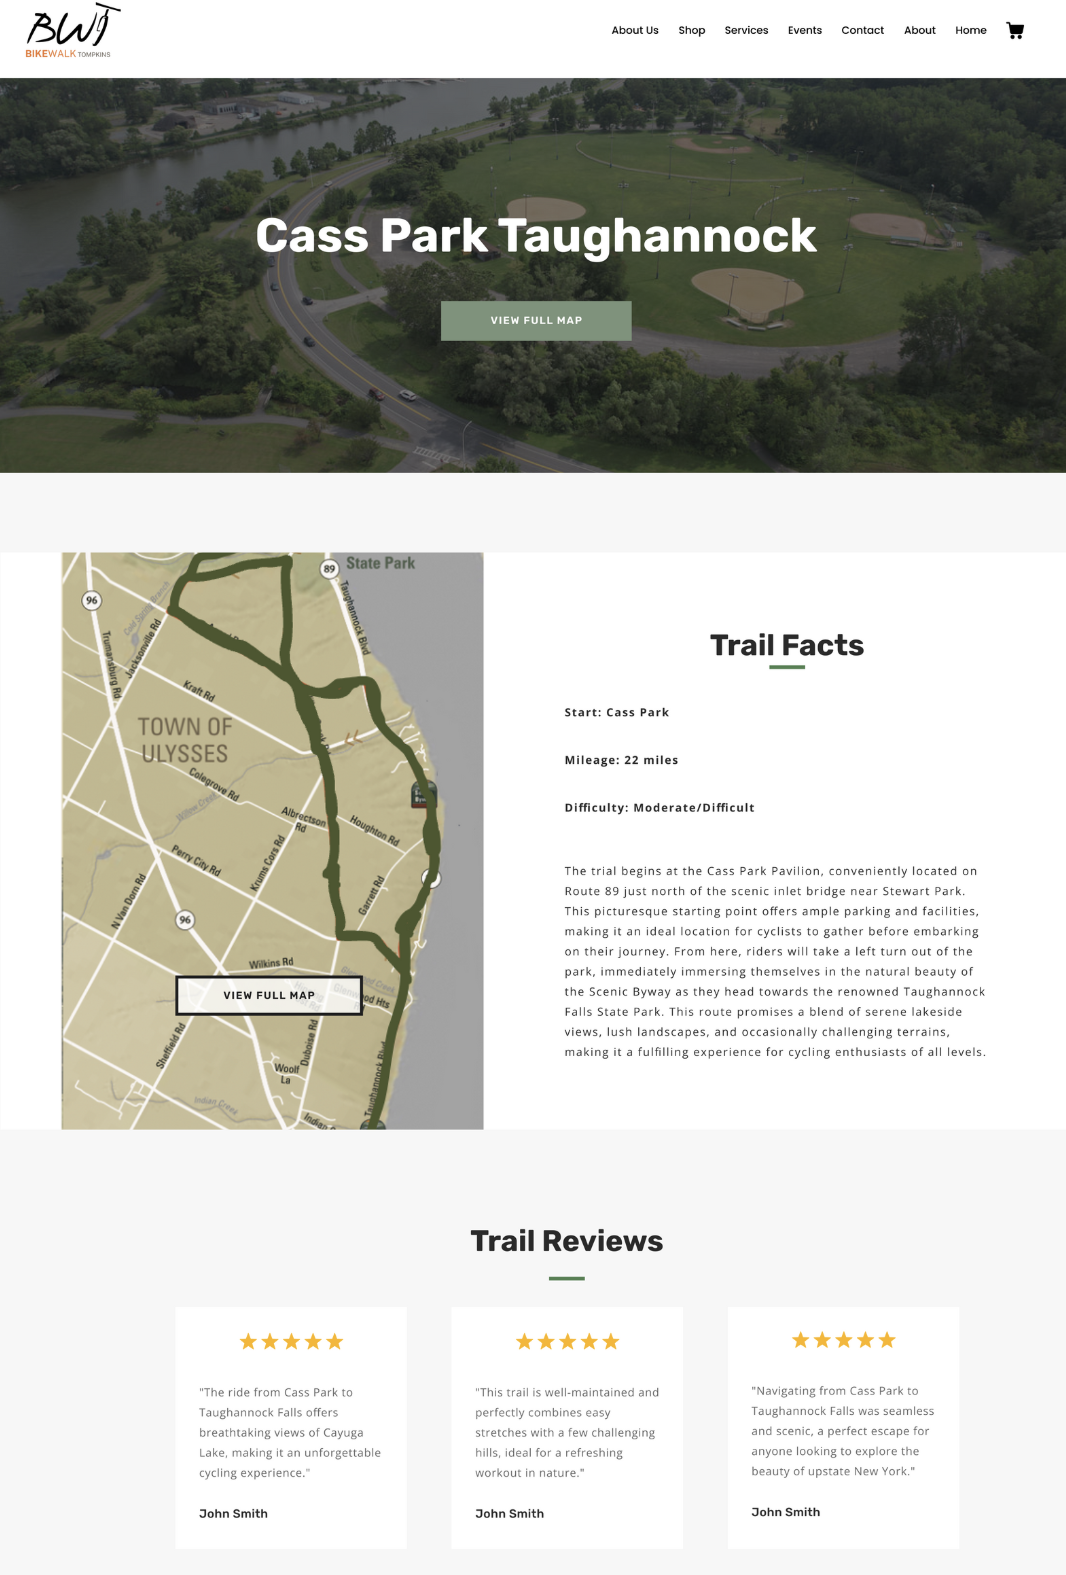 BWT
BIKEWALK TOMPKINS
About Us Shop Services Events Contact About Home
Cass Park Taughannock
VIEW FULL MAP
89 State Park
96
Cold Spring Branch
Taughannock Blvd
Jacksonville Rd
Trumansburg Rd
Kraft Rd
TOWN OF
ULYSSES
Colegrove Rd
Willow Creek
Albrectson
Rd
Houghton Rd
Perry City Rd
Krums Cors Rd
Garrett Rd
N Van Dorn Rd
96
Wilkins Rd
VIEW FULL MAP
Glenwood Hts
Sheffield Rd
Duboise Rd
Woolf
La
Taughannock Blvd
Indian Creek
Trail Facts
Start: Cass Park
Mileage: 22 miles
Difficulty: Moderate/Difficult
The trial begins at the Cass Park Pavilion, conveniently located on
Route 89 just north of the scenic inlet bridge near Stewart Park.
This picturesque starting point offers ample parking and facilities,
making it an ideal location for cyclists to gather before embarking
on their journey. From here, riders will take a left turn out of the
park, immediately immersing themselves in the natural beauty of
the Scenic Byway as they head towards the renowned Taughannock
Falls State Park. This route promises a blend of serene lakeside
views, lush landscapes, and occasionally challenging terrains,
making it a fulfilling experience for cycling enthusiasts of all levels.
Trail Reviews
"The ride from Cass Park to
Taughannock Falls offers
breathtaking views of Cayuga
Lake, making it an unforgettable
cycling experience."
John Smith
"This trail is well-maintained and
perfectly combines easy
stretches with a few challenging
hills, ideal for a refreshing
workout in nature."
John Smith
"Navigating from Cass Park to
Taughannock Falls was seamless
and scenic, a perfect escape for
anyone looking to explore the
beauty of upstate New York."
John Smith